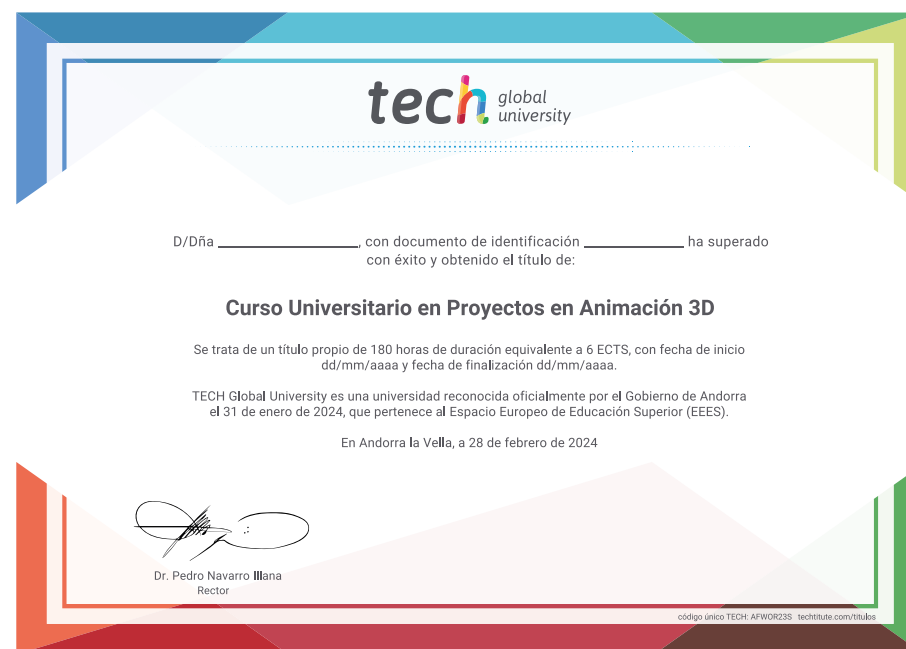 tech global university
D/Dña ____________, con documento de identificación ____________ ha superado
con éxito y obtenido el título de:
Curso Universitario en Proyectos en Animación 3D
Se trata de un título propio de 180 horas de duración equivalente a 6 ECTS, con fecha de inicio
dd/mm/aaaa y fecha de finalización dd/mm/aaaa.
TECH Global University es una universidad reconocida oficialmente por el Gobierno de Andorra
el 31 de enero de 2024, que pertenece al Espacio Europeo de Educación Superior (EEES).
En Andorra la Vella, a 28 de febrero de 2024
Dr. Pedro Navarro Illana
Rector
código único TECH: AFWOR23S techtitute.com/titulos